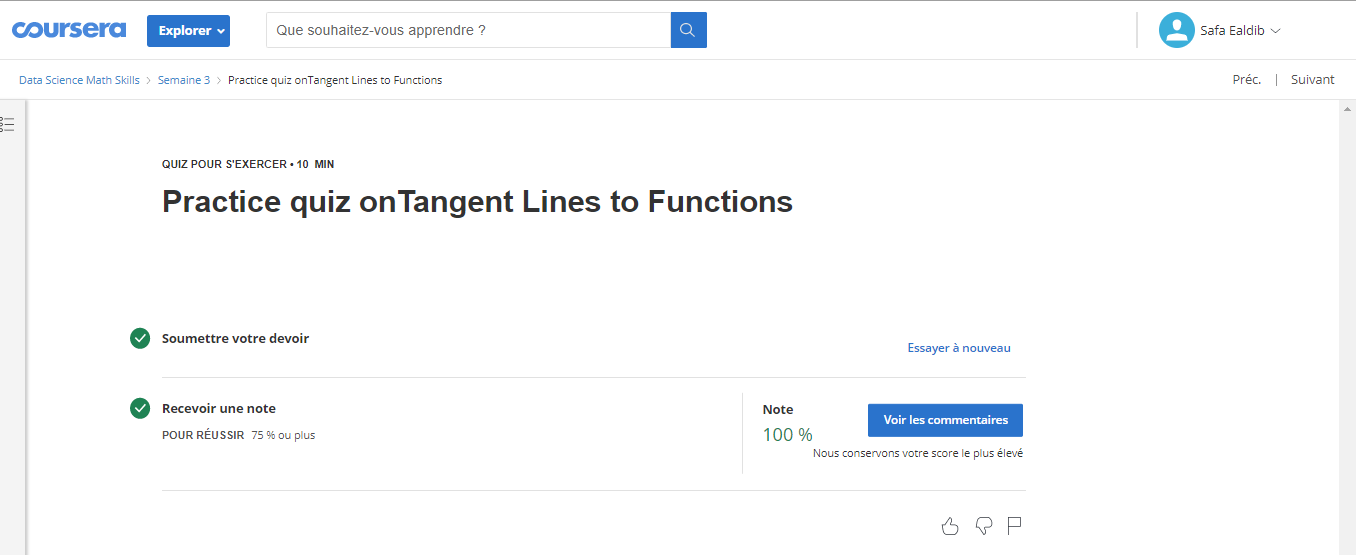 coursera Explorer Que souhaitez-vous apprendre ? Safa Ealdib
Data Science Math Skills > Semaine 3 > Practice quiz onTangent Lines to Functions Préc. | Suivant
QUIZ POUR S'EXERCER • 10 MIN
Practice quiz onTangent Lines to Functions
Soumettre votre devoir
Essayer à nouveau
Recevoir une note
POUR RÉUSSIR 75 % ou plus
Note
100 %
Voir les commentaires
Nous conservons votre score le plus élevé